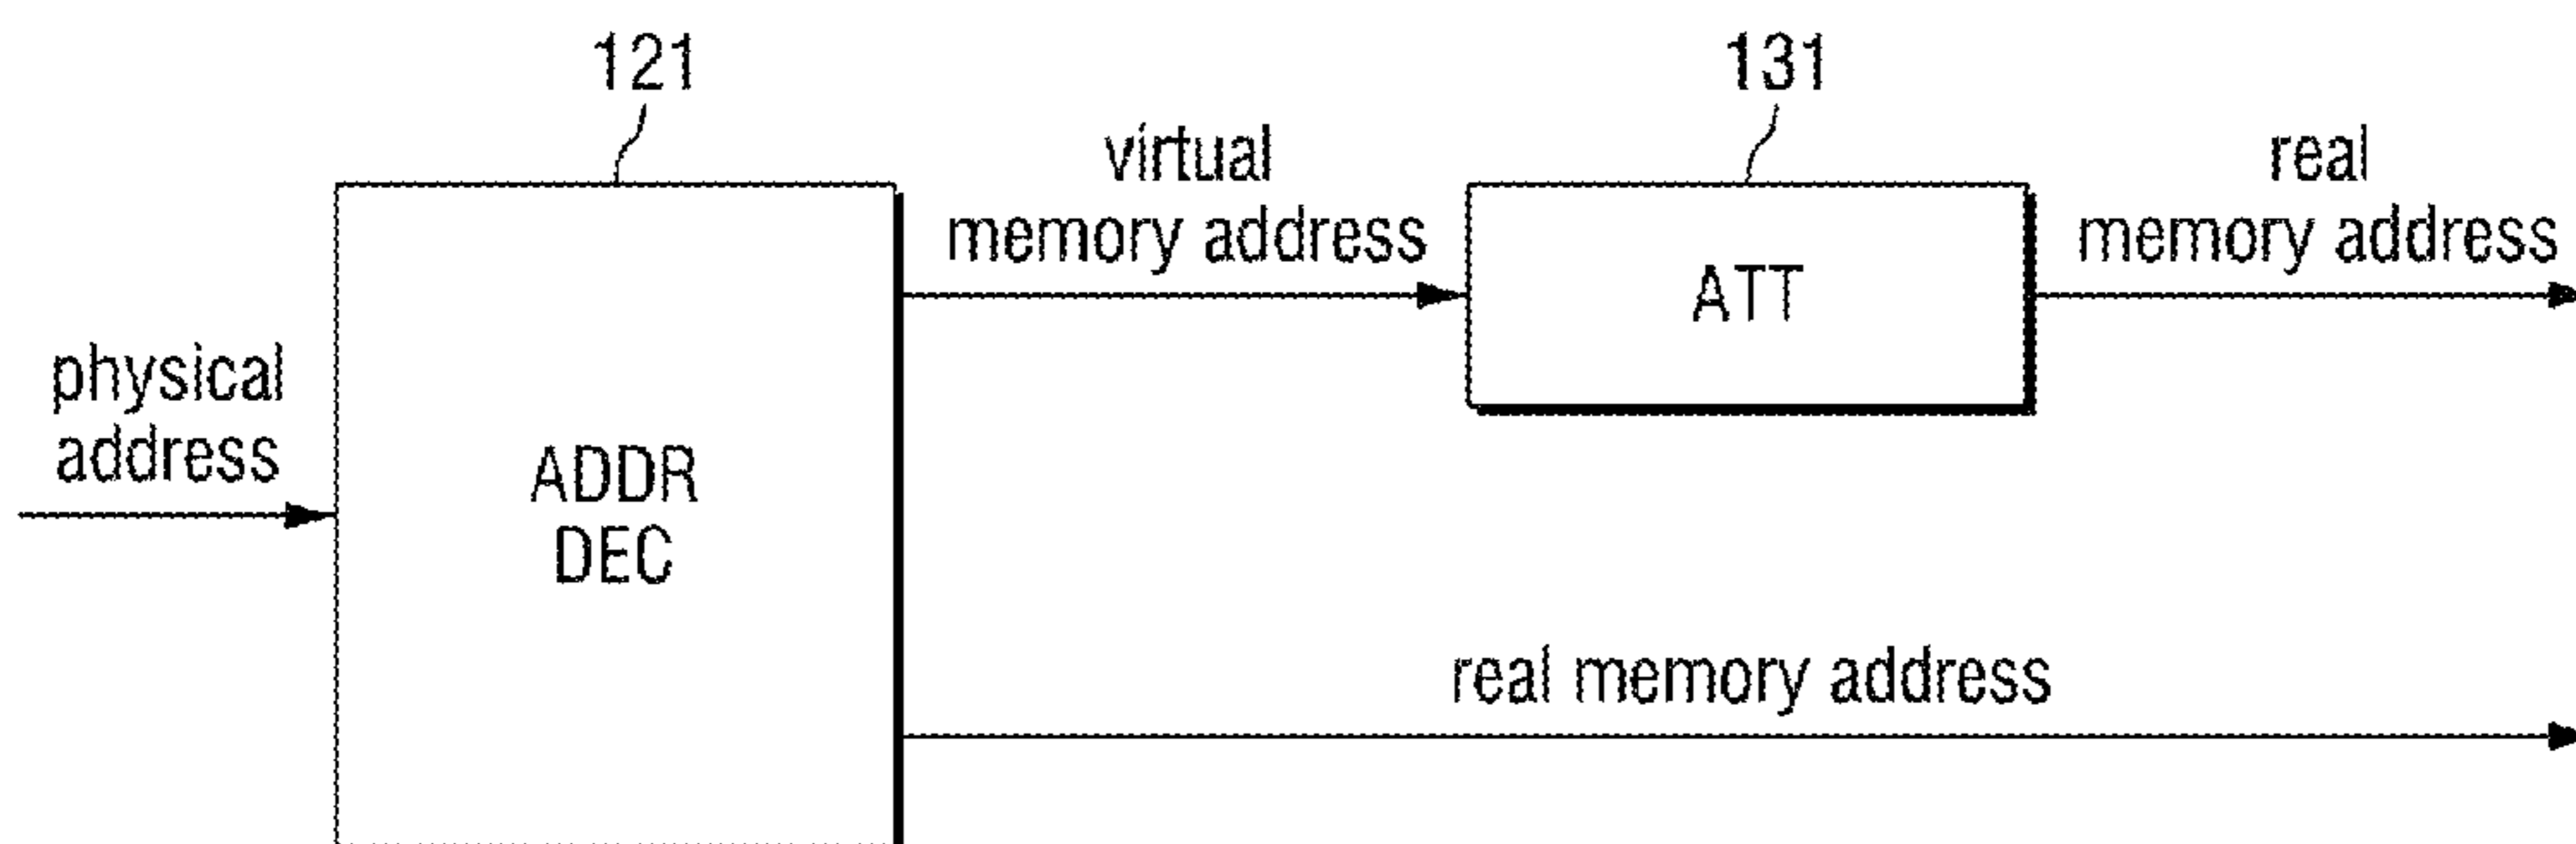 121
131
virtual
memory address
real
memory address
physical
address
ATT
ADDR
DEC
real memory address